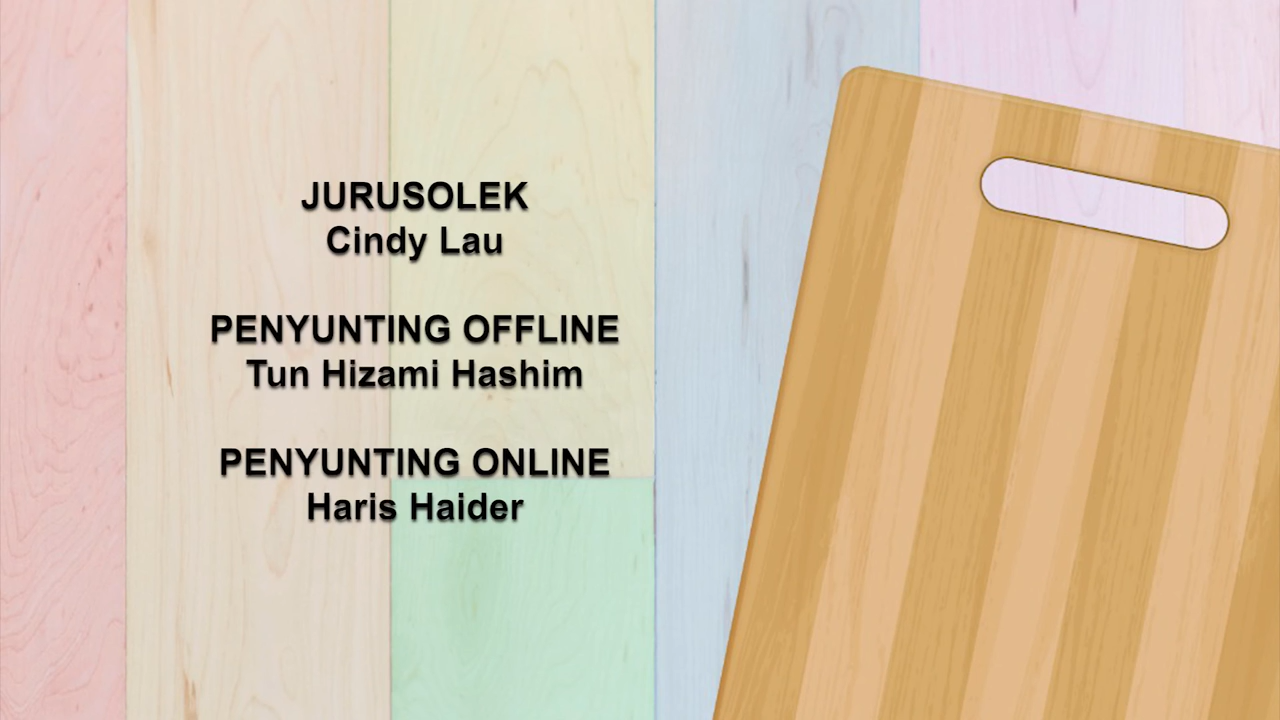 JURUSOLEK
Cindy Lau
PENYUNTING OFFLINE
Tun Hizami Hashim
PENYUNTING ONLINE
Haris Haider